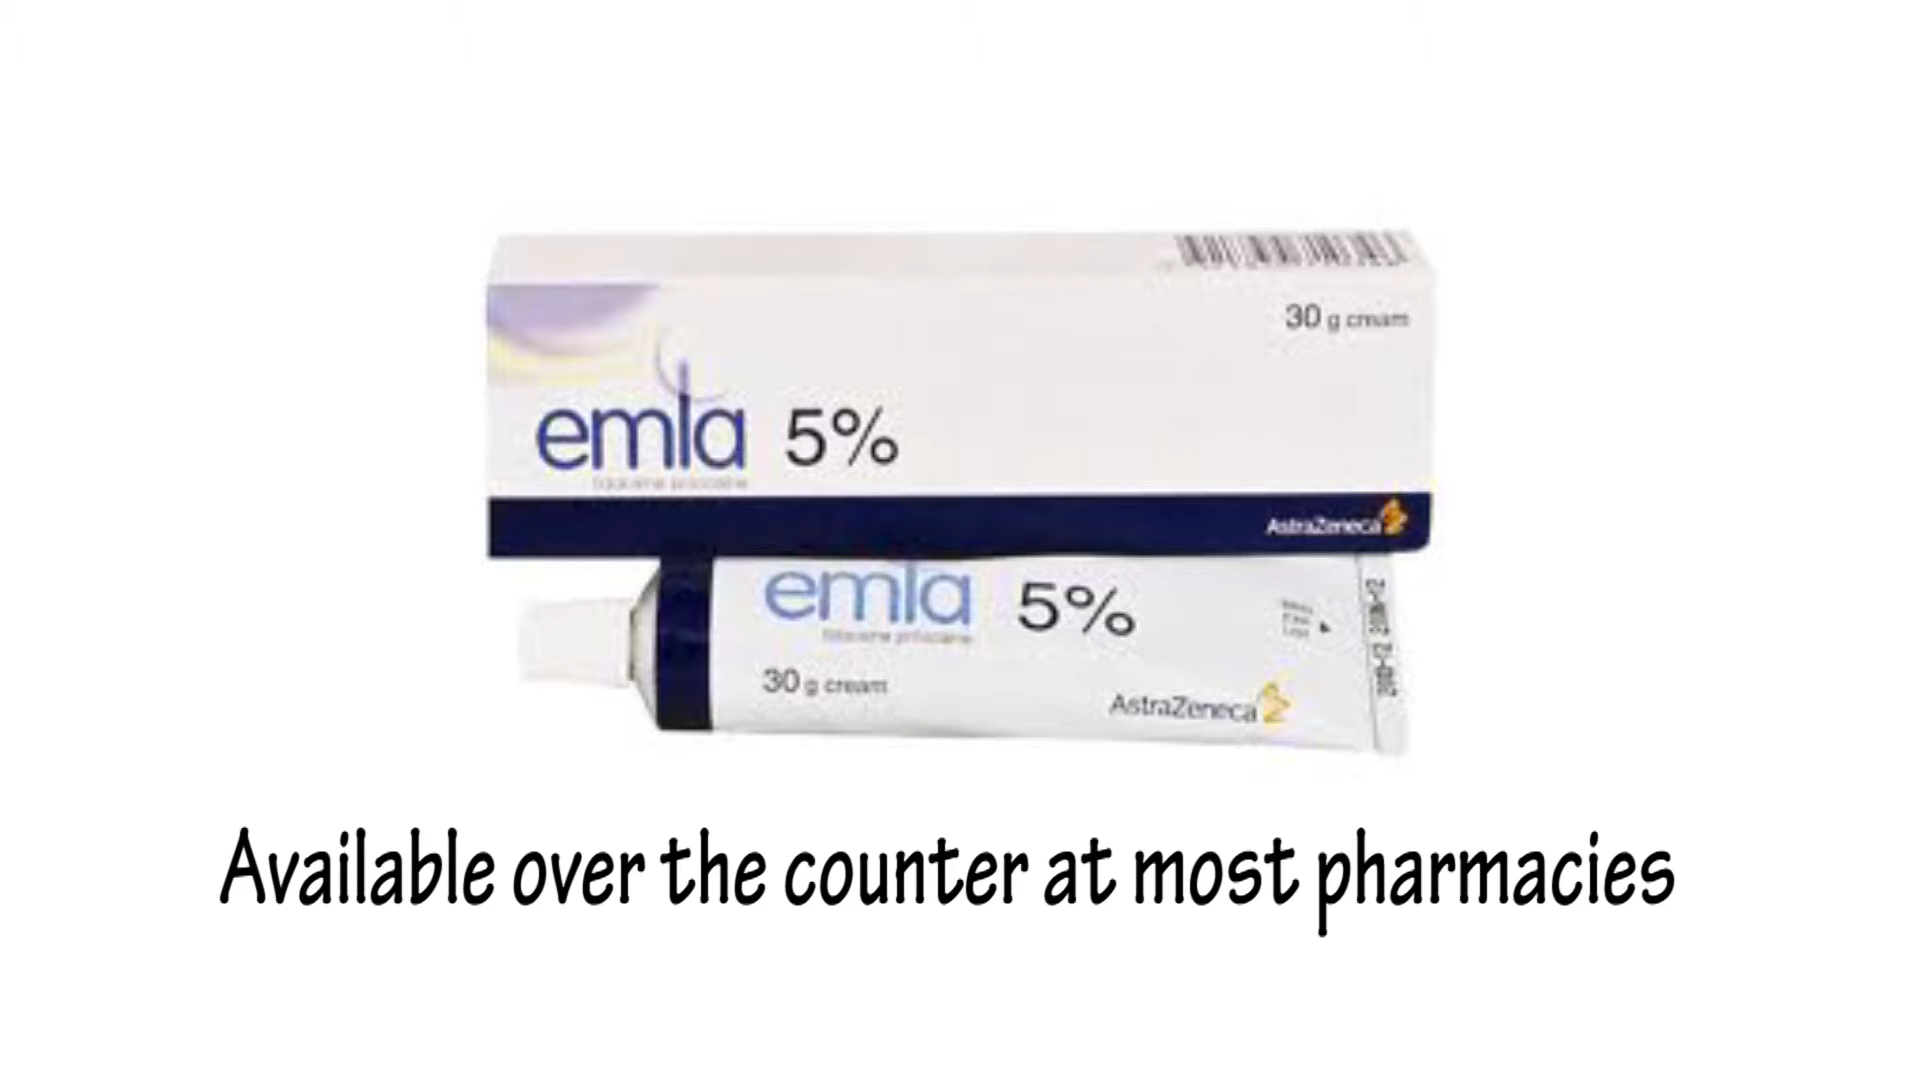 30 g cream
emla 5%
AstraZeneca
emla 5%
30 g cream
AstraZeneca
Available over the counter at most pharmacies